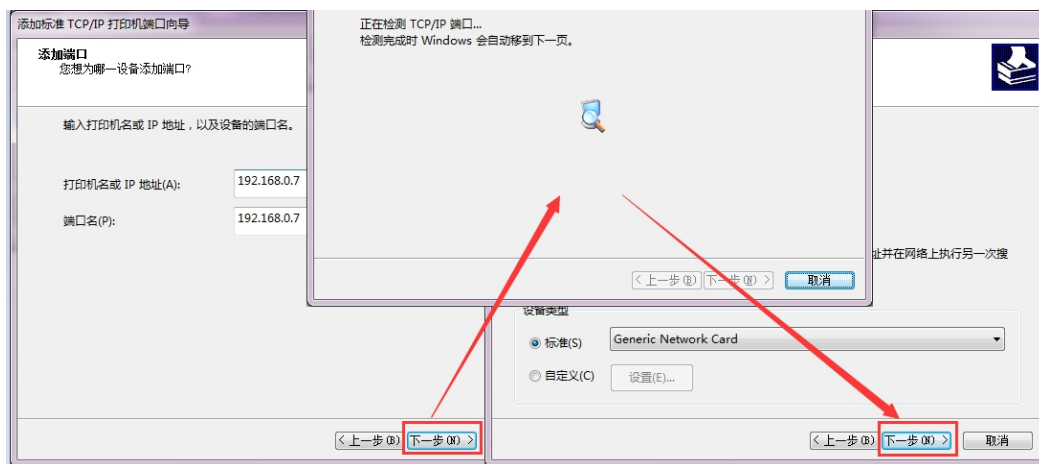 添加标准 TCP/IP 打印机端口向导
添加端口
您想为哪一设备添加端口?
输入打印机名或 IP 地址，以及设备的端口名。
打印机名或 IP 地址(A):
192.168.0.7
端口名(P):
192.168.0.7
< 上一步(B)
下一步(N) >
正在检测 TCP/IP 端口...
检测完成时 Windows 会自动移到下一页。
< 上一步(B)
下一步(N) >
取消
址并在网络上执行另一次搜
设备类型
标准(S)
Generic Network Card
自定义(C)
设置(E)...
< 上一步(B)
下一步(N) >
取消